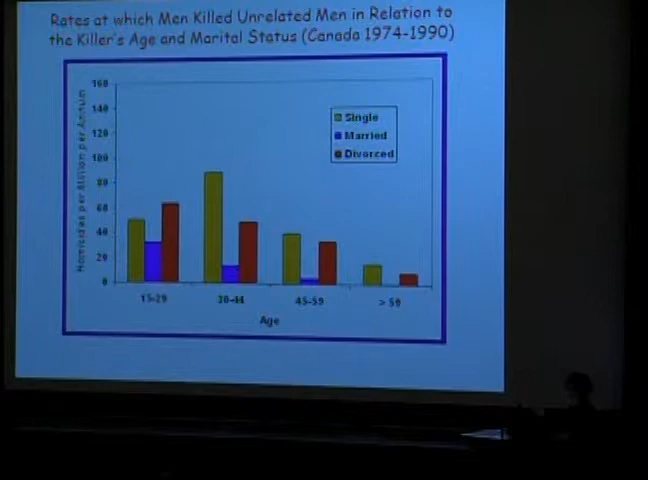 Rates at which Men Killed Unrelated Men in Relation to
the Killer's Age and Marital Status (Canada 1974-1990)
160
140
120
100
80
60
40
20
0
Homicides per Million per Annum
Single
Married
Divorced
15-29
30-44
45-59
> 59
Age